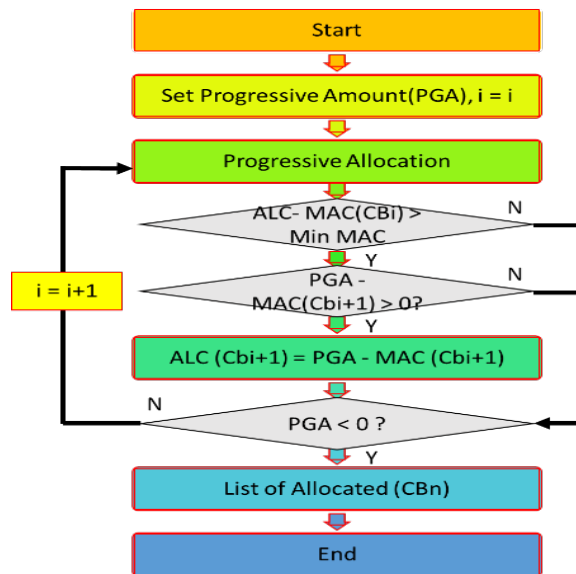 Start
Set Progressive Amount(PGA), i = i
Progressive Allocation
ALC- MAC(CBi) >
Min MAC
N
Y
PGA -
MAC(Cbi+1) > 0?
N
i = i+1
Y
ALC (Cbi+1) = PGA - MAC (Cbi+1)
N
PGA < 0 ?
Y
List of Allocated (CBn)
End